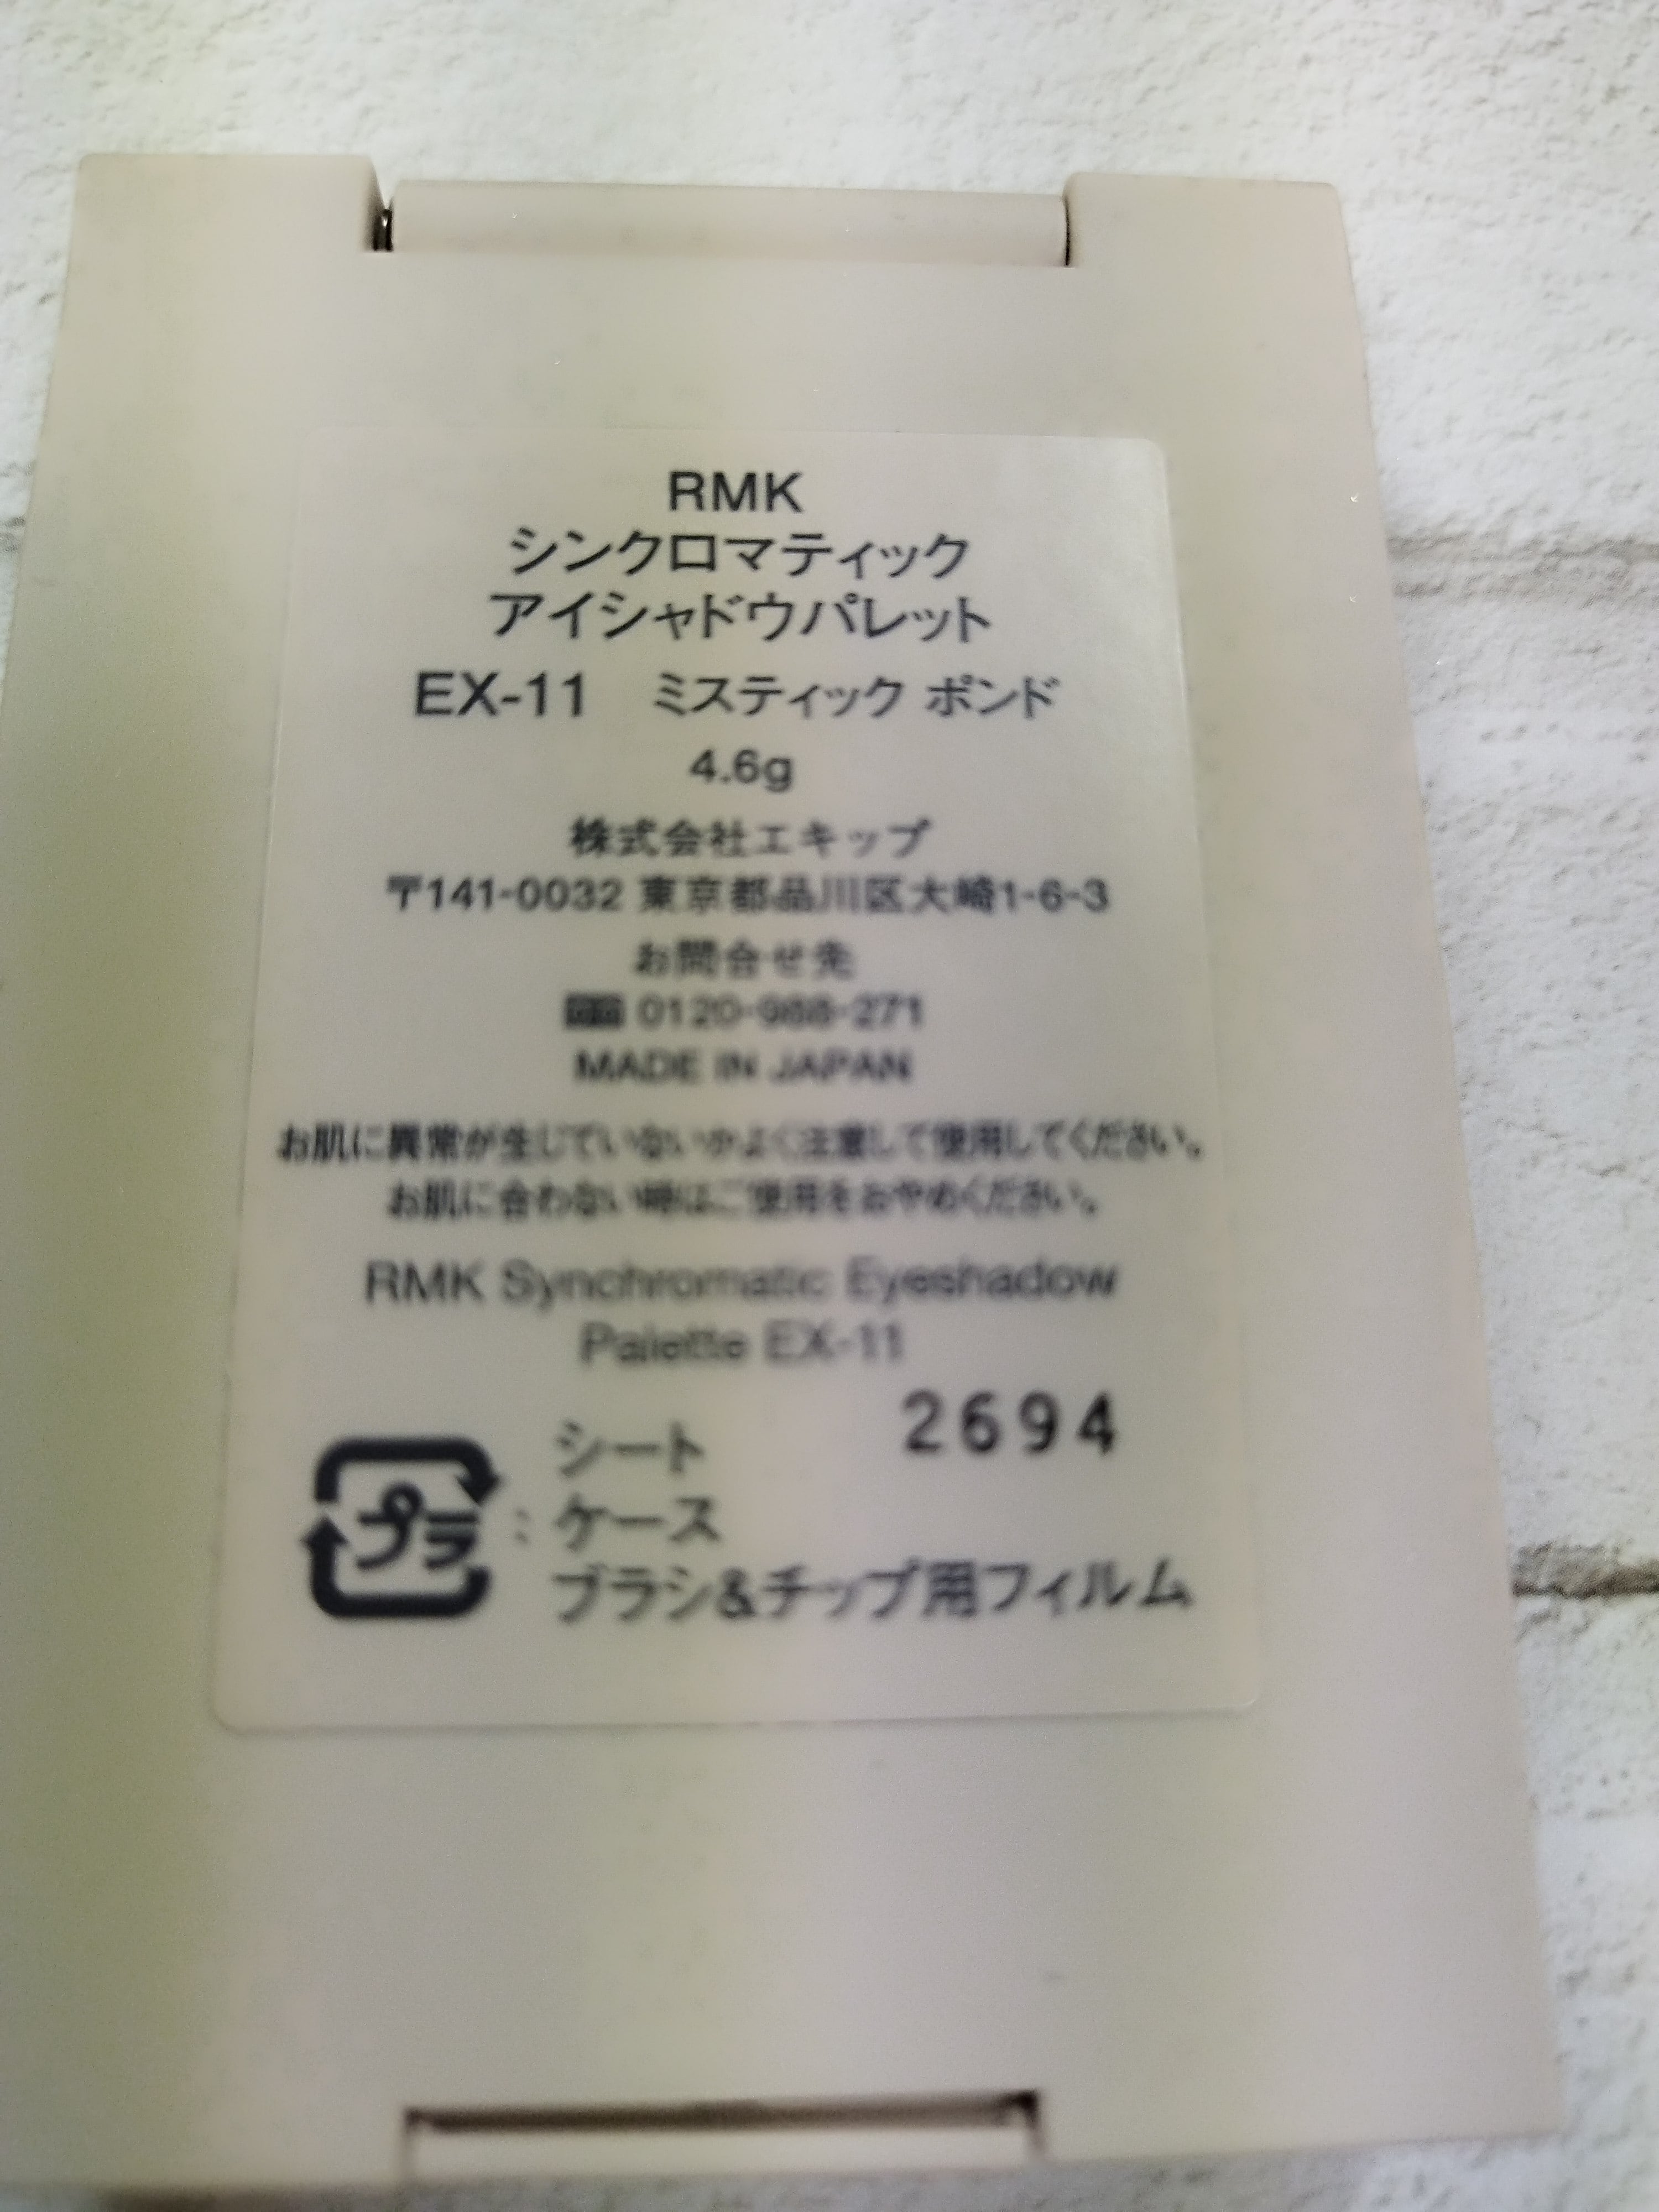 RMK
シンクロマティック
アイシャドウパレット
EX-11 ミスティック ポンド
4.6g
株式会社エキップ
〒141-0032 東京都品川区大崎1-6-3
お問合せ先
0120-988-271
MADE IN JAPAN
お肌に異常が生じていないかよく注意して使用してください。
お肌に合わない時はご使用をおやめください。
RMK Synchromatic Eyeshadow
Palette EX-11
2694
プラ : シート
ケース
ブラシ&チップ用フィルム